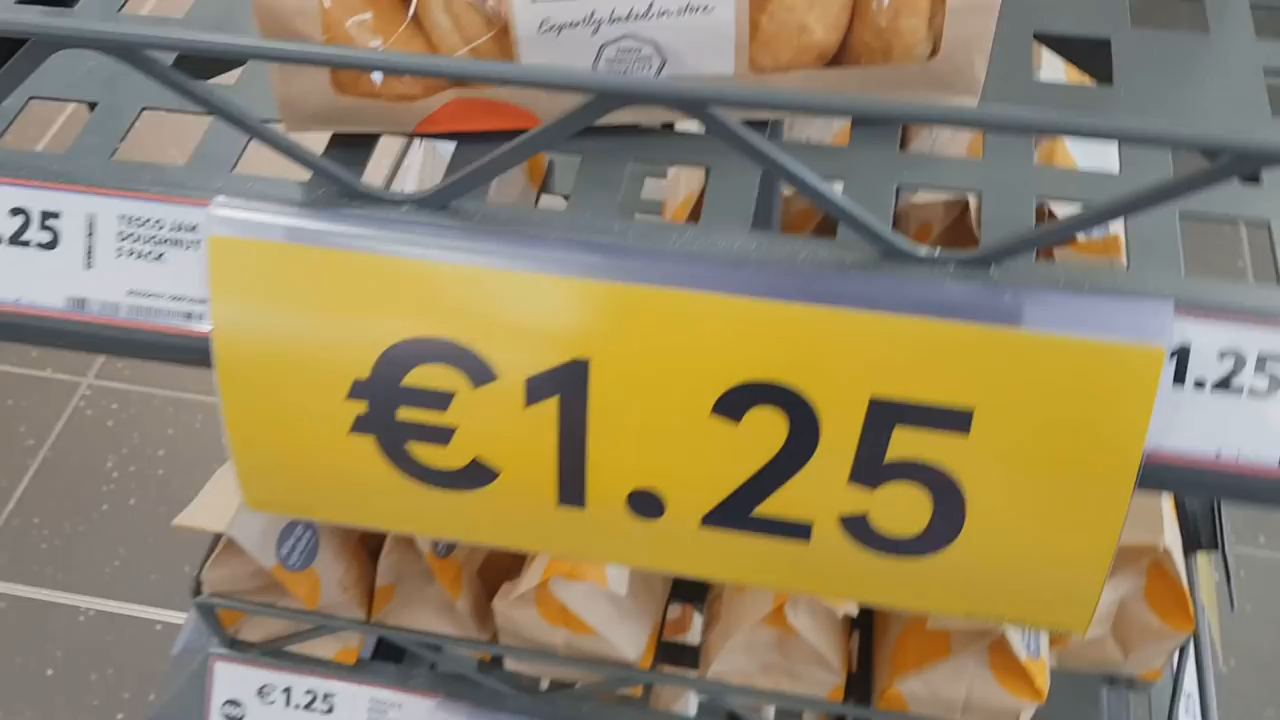 Expertly baked in store
.25
TESCO JAM
DOUGHNUT
5 PACK
€1.25
1.25
€1.25